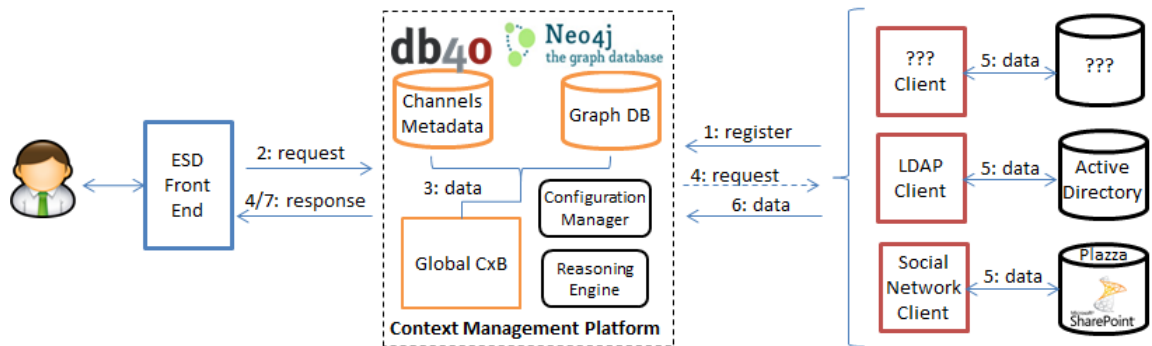 db4o
Neo4j
the graph database
Channels
Metadata
Graph DB
ESD
Front
End
2: request
4/7: response
3: data
Configuration
Manager
Global CxB
Reasoning
Engine
Context Management Platform
1: register
4: request
6: data
???
Client
5: data
???
LDAP
Client
5: data
Active
Directory
Social
Network
Client
5: data
Plazza
Microsoft
SharePoint